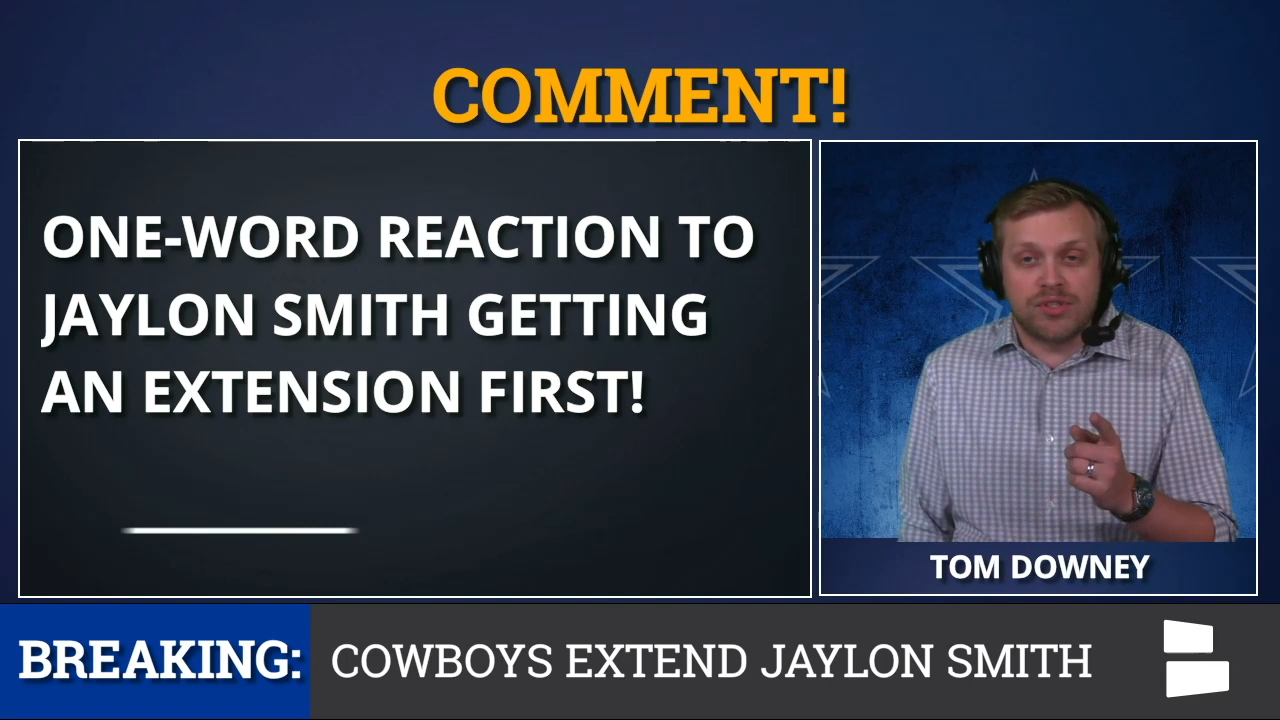 COMMENT!
ONE-WORD REACTION TO
JAYLON SMITH GETTING
AN EXTENSION FIRST!
TOM DOWNEY
BREAKING: COWBOYS EXTEND JAYLON SMITH